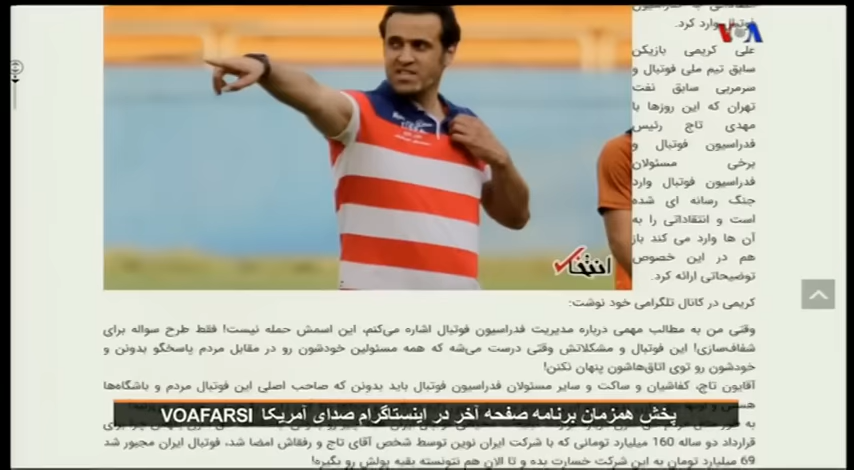 فوتبال وارد کرد.
VOA
علی کریمی بازیکن
سابق تیم ملی فوتبال و
سرمربی سابق نفت
تهران که این روزها با
مهدی تاج رئیس
فدراسیون فوتبال و
برخی مسئولان
فدراسیون فوتبال وارد
جنگ رسانه ای شده
است و انتقاداتی را به
آن ها وارد می کند باز
هم در این خصوص
توضیحاتی ارائه کرد.
انتخاب
کریمی در کانال تلگرامی خود نوشت:
وقتی من به مطالب مهمی درباره مدیریت فدراسیون فوتبال اشاره می‌کنم، این اسمش حمله نیست! فقط طرح سواله برای
شفاف‌سازی! این فوتبال و مشکلاتش وقتی درست می‌شه که همه مسئولین خودشون رو در مقابل مردم پاسخگو بدونن و
خودشون رو توی اتاق‌هاشون پنهان نکنن!
آقایون تاج، کفاشیان و ساکت و سایر مسئولان فدراسیون فوتبال باید بدونن که صاحب اصلی این فوتبال مردم و باشگاه‌ها
پخش همزمان برنامه صفحه آخر در اینستاگرام صدای آمریکا VOAFARSI
قرارداد دو ساله 160 میلیارد تومانی که با شرکت ایران نوین توسط شخص آقای تاج و رفقاش امضا شد، فوتبال ایران مجبور شد
69 میلیارد تومان به این شرکت خسارت بده و تا الان هم نتونسته بقیه پولش رو بگیره!